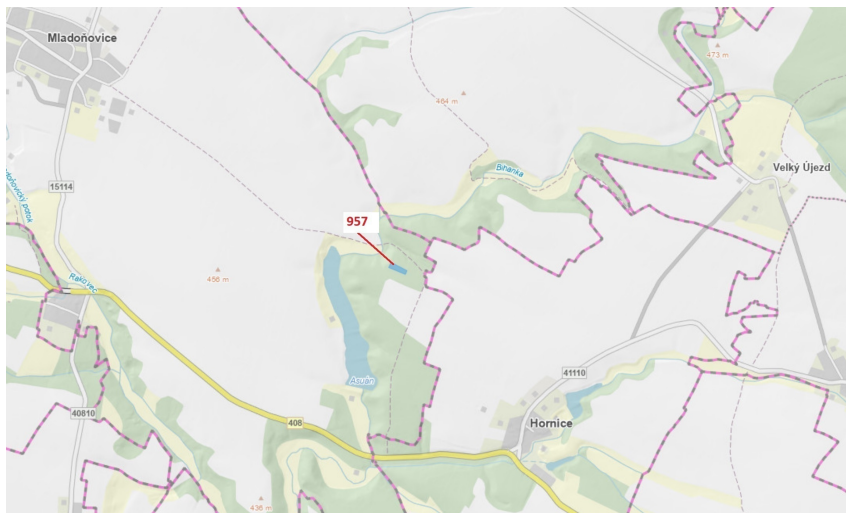 Mladoňovice
473 m
464 m
15114
Bihanka
Velký Újezd
957
456 m
Rakovec
Asuán
41110
40810
408
Hornice
436 m